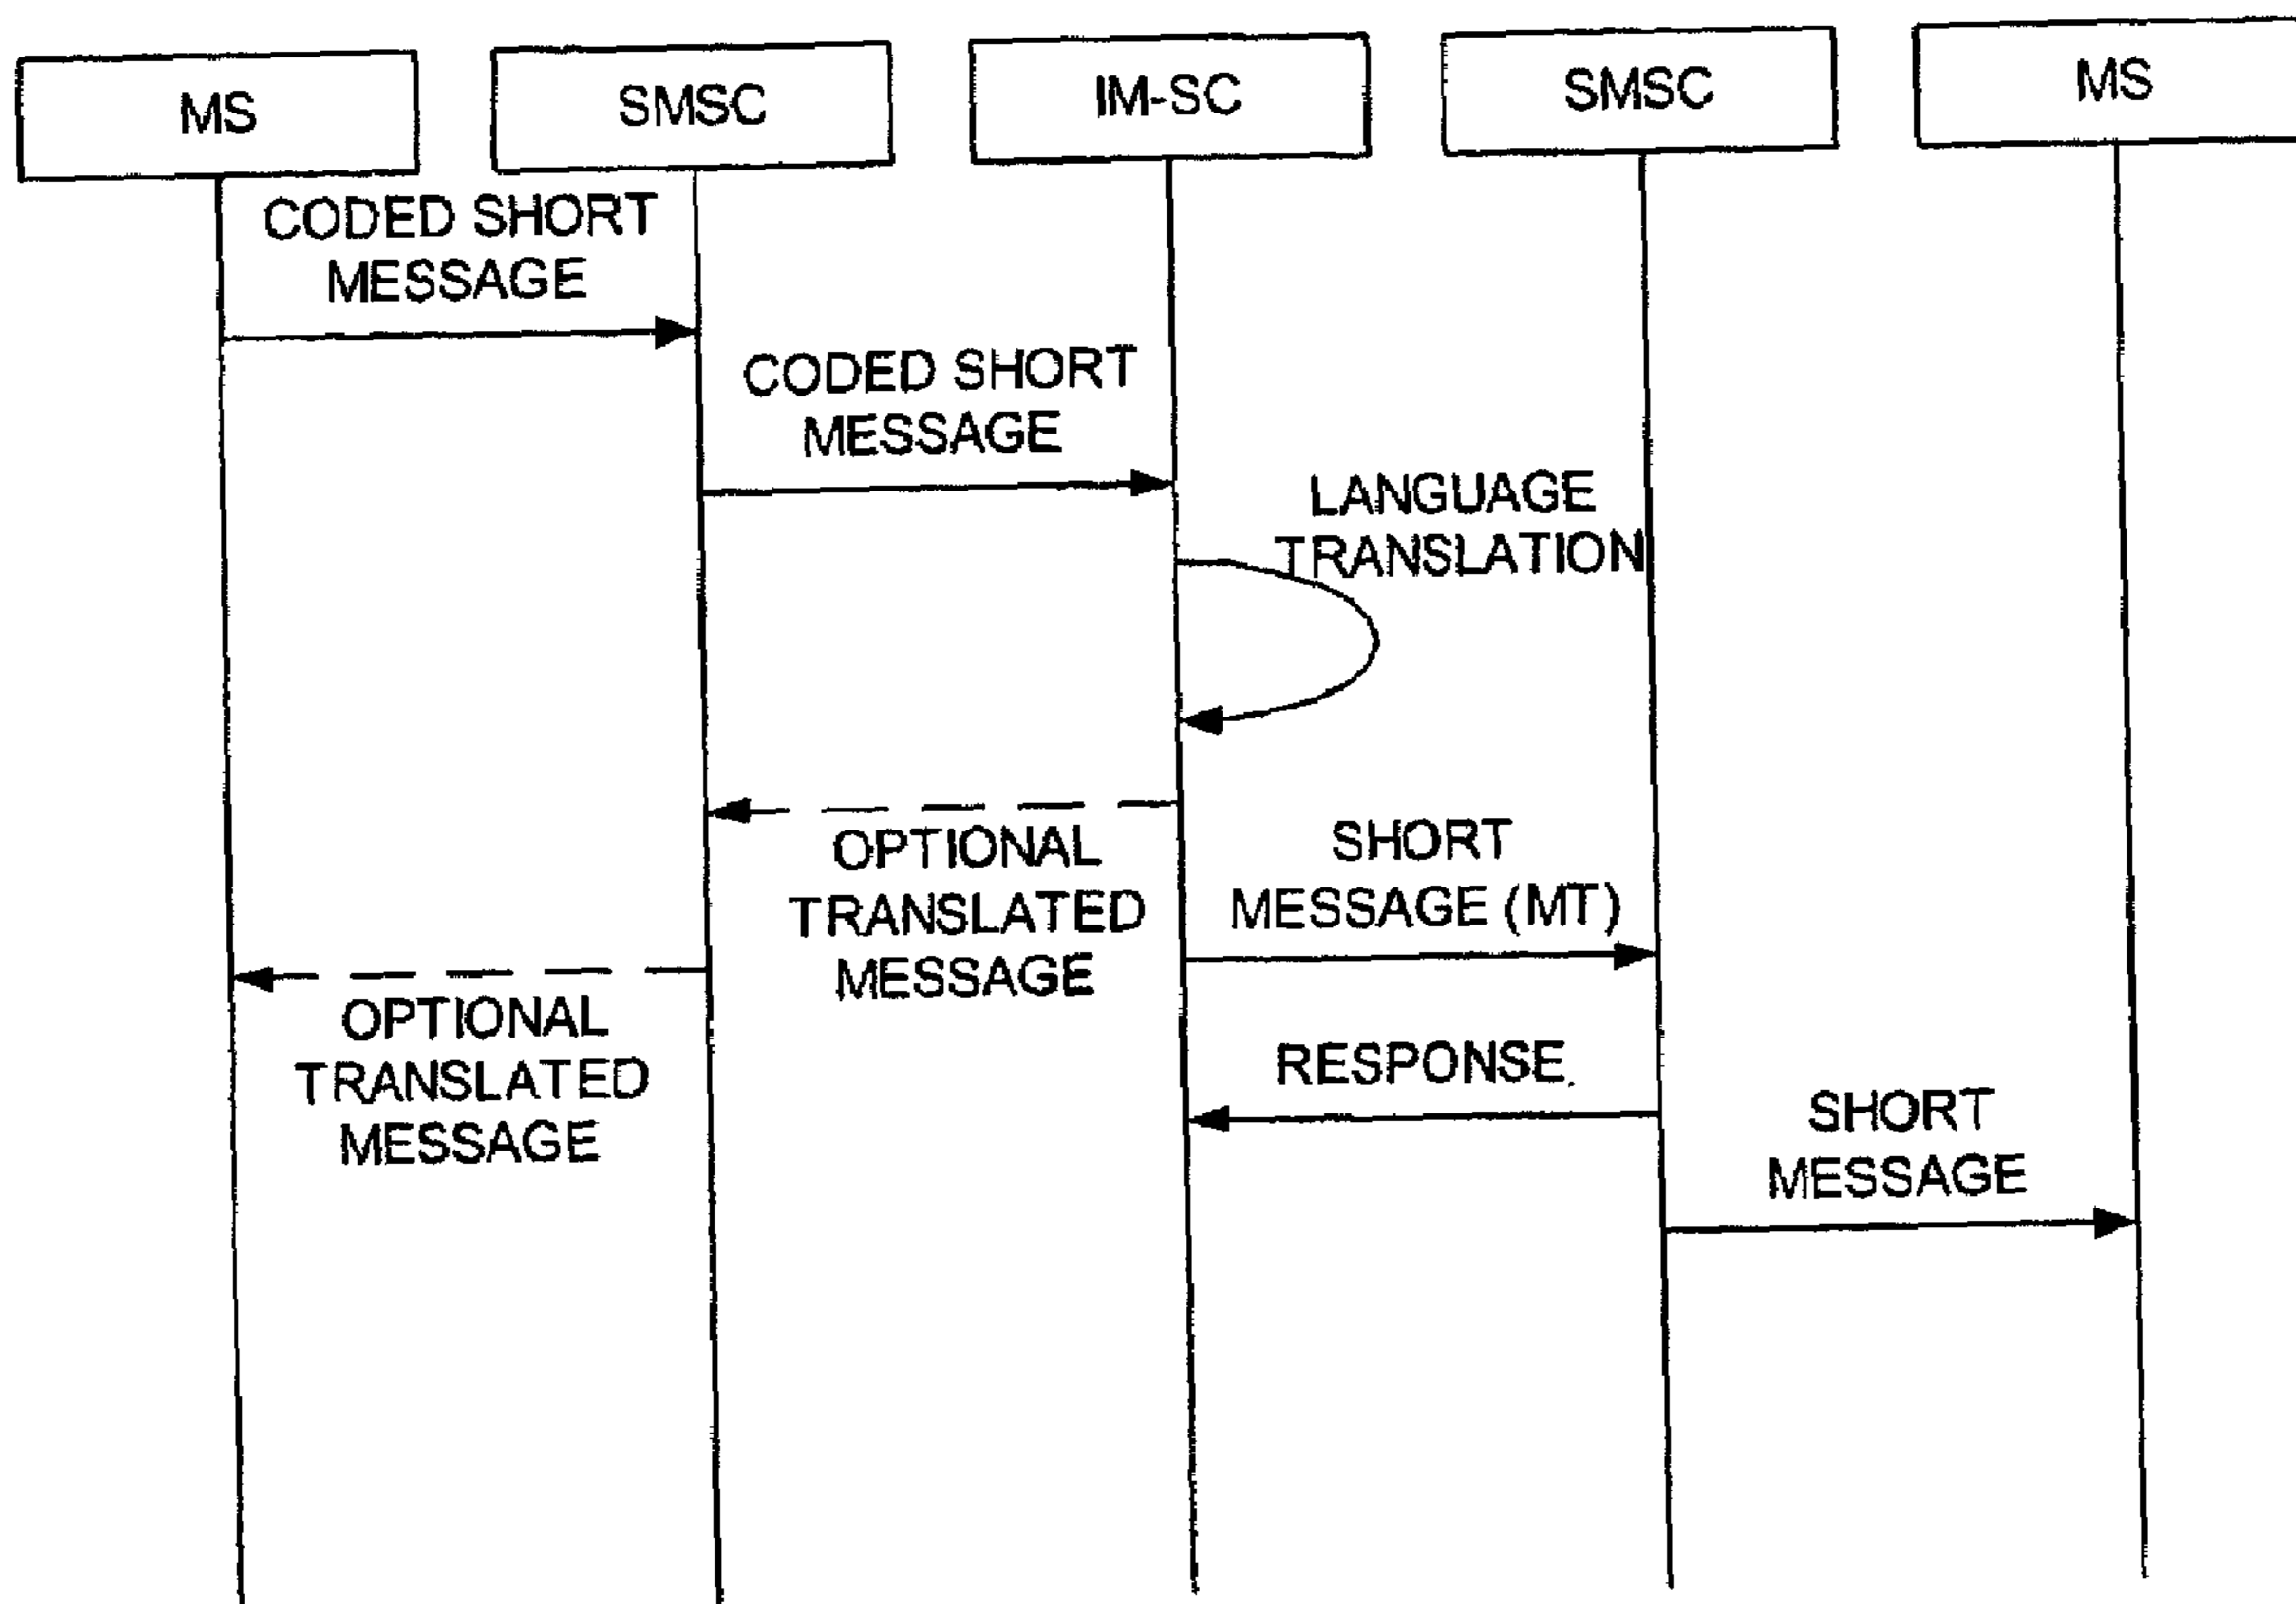 MS
SMSC
IM-SC
SMSC
MS
CODED SHORT
MESSAGE
CODED SHORT
MESSAGE
LANGUAGE
TRANSLATION
OPTIONAL
TRANSLATED
MESSAGE
SHORT
MESSAGE (MT)
OPTIONAL
TRANSLATED
MESSAGE
RESPONSE
SHORT
MESSAGE